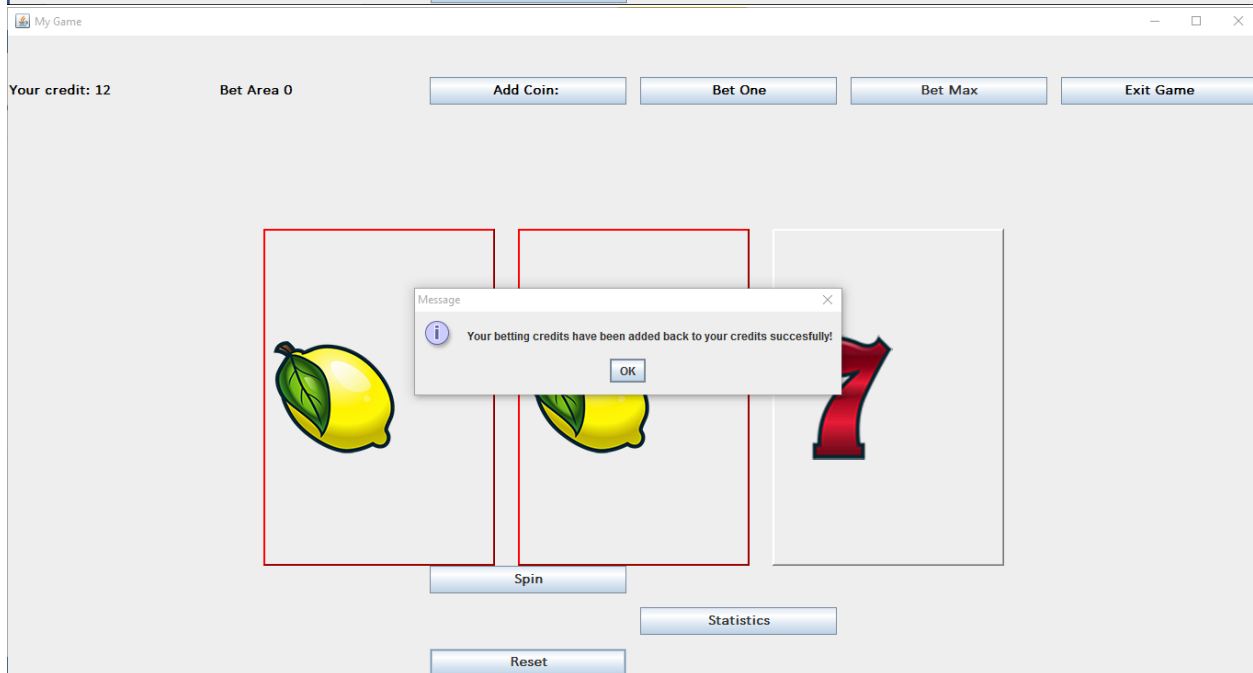 My Game
Your credit: 12
Bet Area 0
Add Coin:
Bet One
Bet Max
Exit Game
Message
i
Your betting credits have been added back to your credits succesfully!
OK
7
Spin
Statistics
Reset